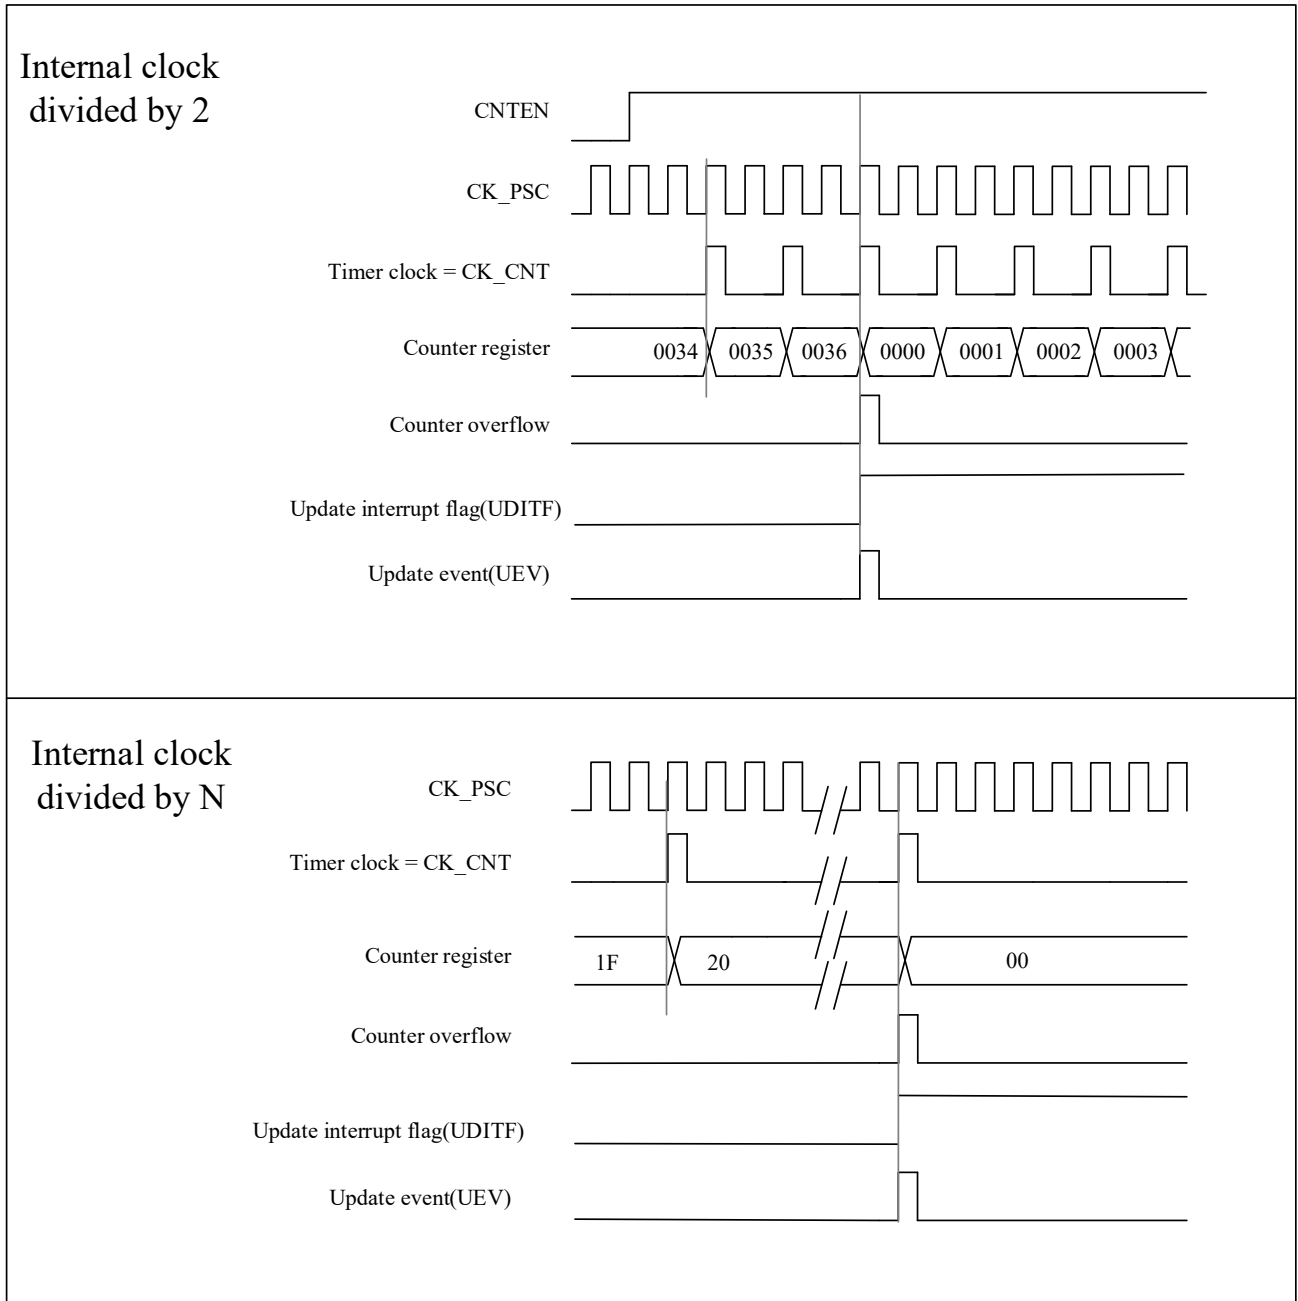 Internal clock
divided by 2
CNTEN
CK_PSC
Timer clock = CK_CNT
Counter register
0034 0035 0036 0000 0001 0002 0003
Counter overflow
Update interrupt flag(UDITF)
Update event(UEV)
Internal clock
divided by N
CK_PSC
Timer clock = CK_CNT
Counter register
1F 20 00
Counter overflow
Update interrupt flag(UDITF)
Update event(UEV)